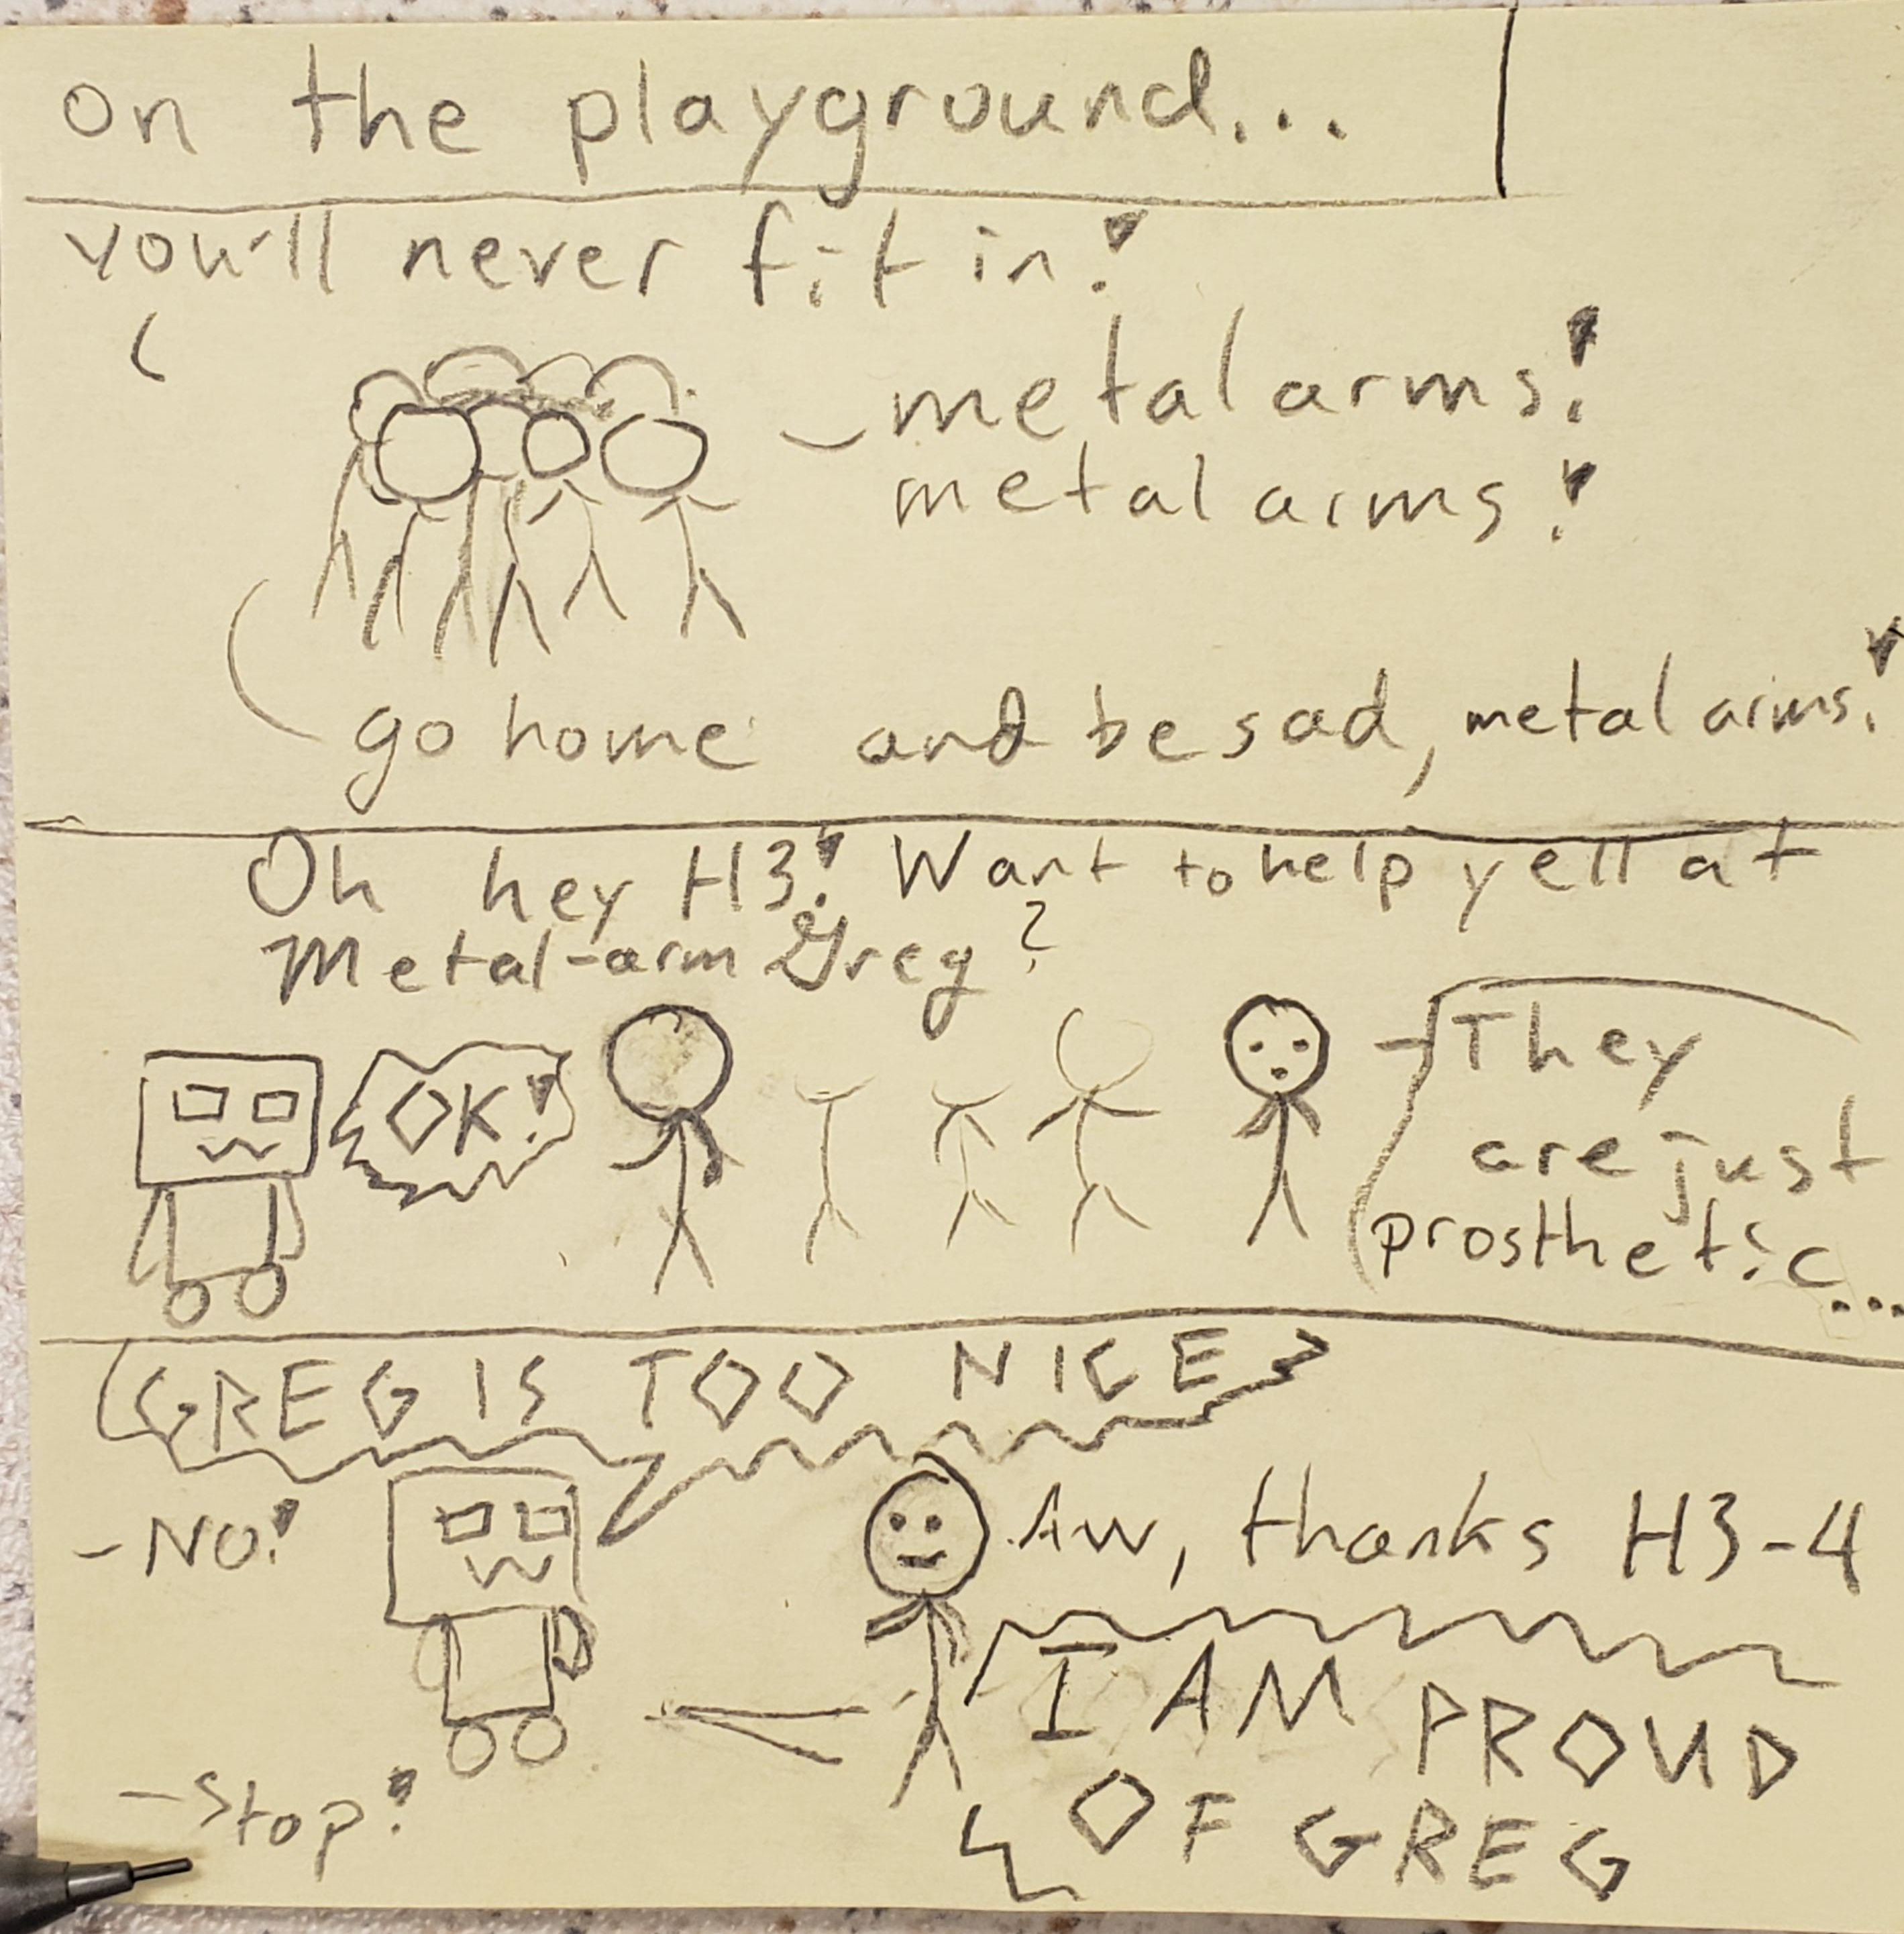 on the playground...
you'll never fit in!
metal arms!
metal arms!
go home and be sad, metal arms!
Oh hey H3! Want to help yell at
Metal-arm Greg?
OK!
They
are just
prosthetic...
GREG IS TOO NICE
-NO!
Aw, thanks H3-4
I AM PROUD
OF GREG
-stop!